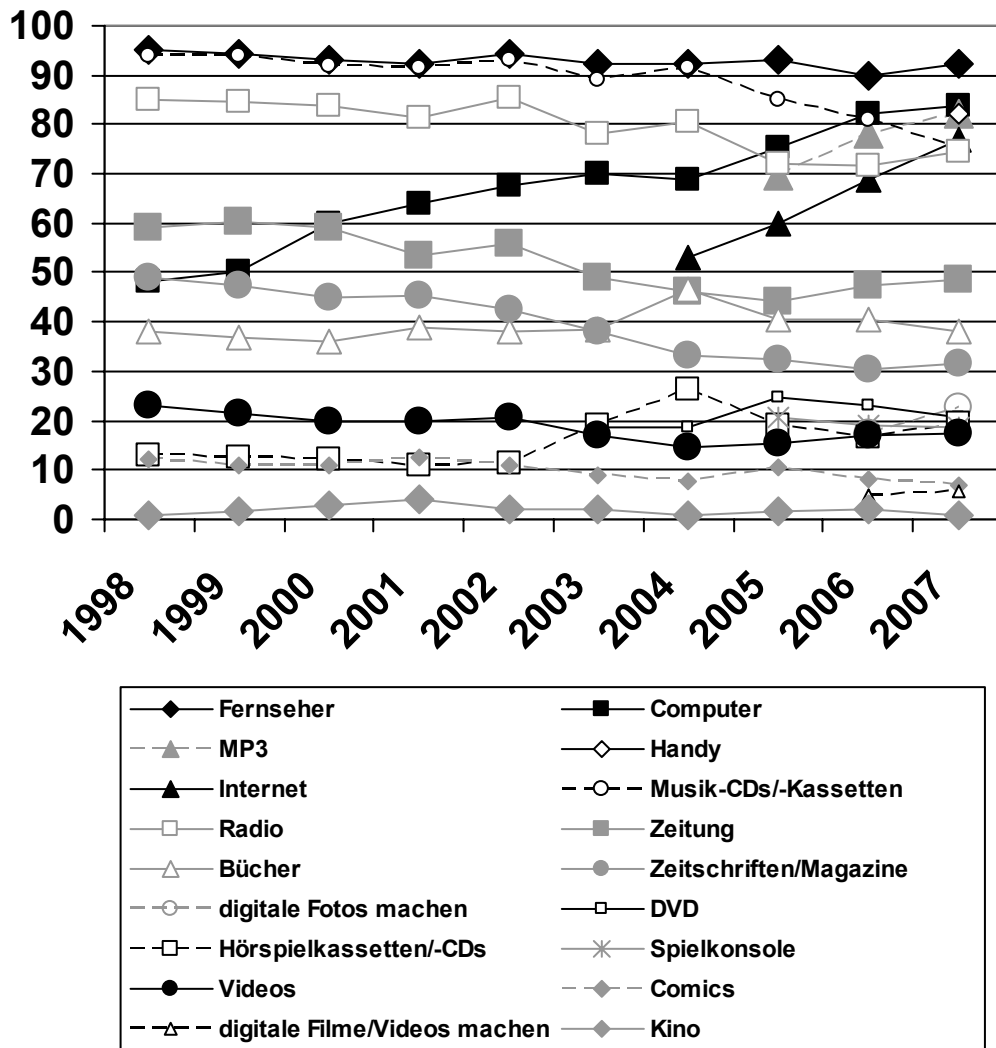 100
90
80
70
60
50
40
30
20
10
0
1998 1999 2000 2001 2002 2003 2004 2005 2006 2007
Fernseher Computer
MP3 Handy
Internet Musik-CDs/-Kassetten
Radio Zeitung
Bücher Zeitschriften/Magazine
digitale Fotos machen DVD
Hörspielkassetten/-CDs Spielkonsole
Videos Comics
digitale Filme/Videos machen Kino